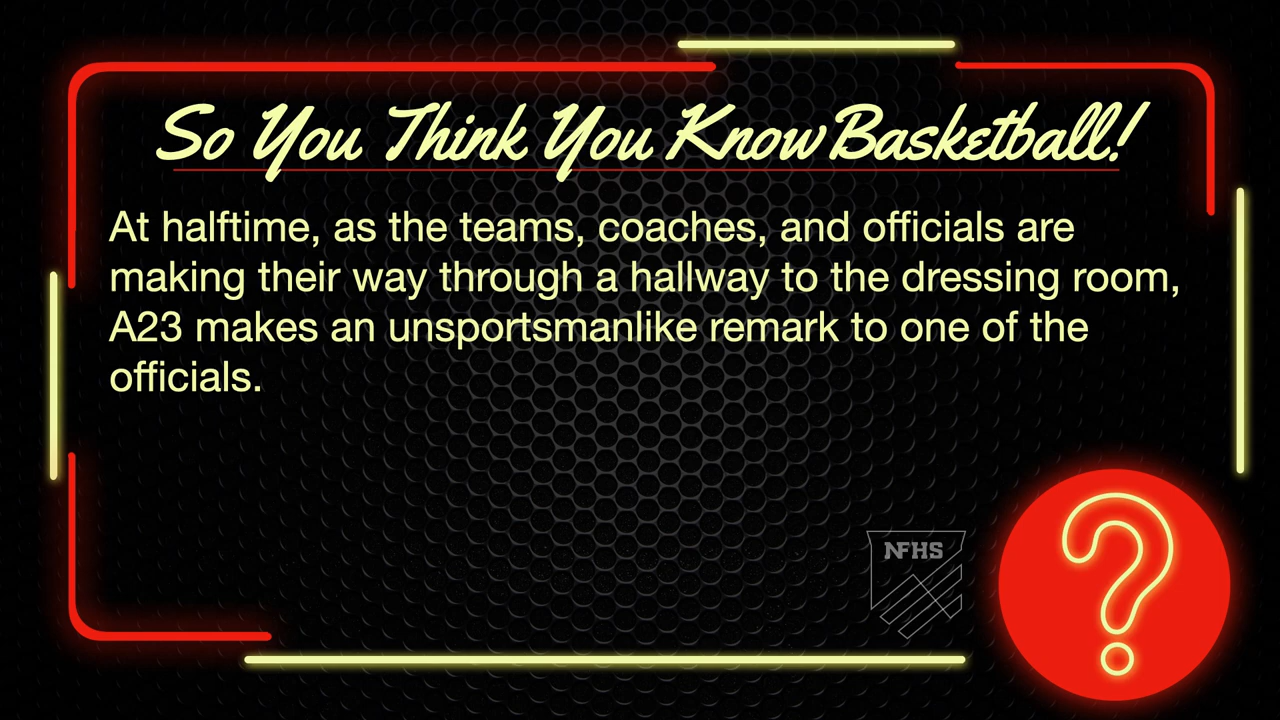 So You Think You Know Basketball!
At halftime, as the teams, coaches, and officials are
making their way through a hallway to the dressing room,
A23 makes an unsportsmanlike remark to one of the
officials.
NFHS
?